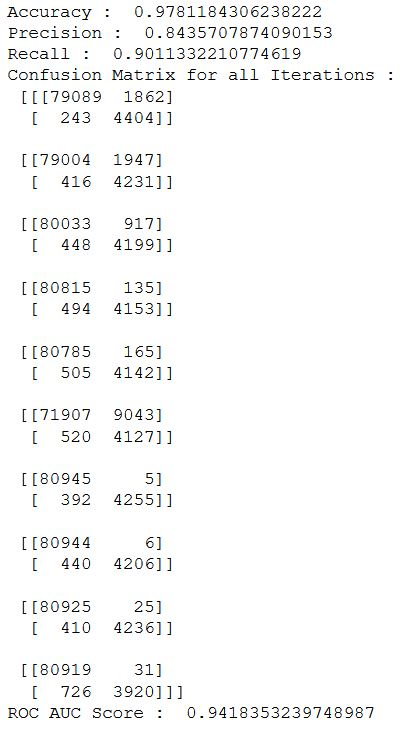 Accuracy :  0.9781184306238222
Precision :  0.8435707874090153
Recall :  0.9011332210774619
Confusion Matrix for all Iterations :
 [[[79089  1862]
  [  243  4404]]

 [[79004  1947]
  [  416  4231]]

 [[80033   917]
  [  448  4199]]

 [[80815   135]
  [  494  4153]]

 [[80785   165]
  [  505  4142]]

 [[71907  9043]
  [  520  4127]]

 [[80945     5]
  [  392  4255]]

 [[80944     6]
  [  440  4206]]

 [[80925    25]
  [  410  4236]]

 [[80919    31]
  [  726  3920]]]
ROC AUC Score :  0.9418353239748987